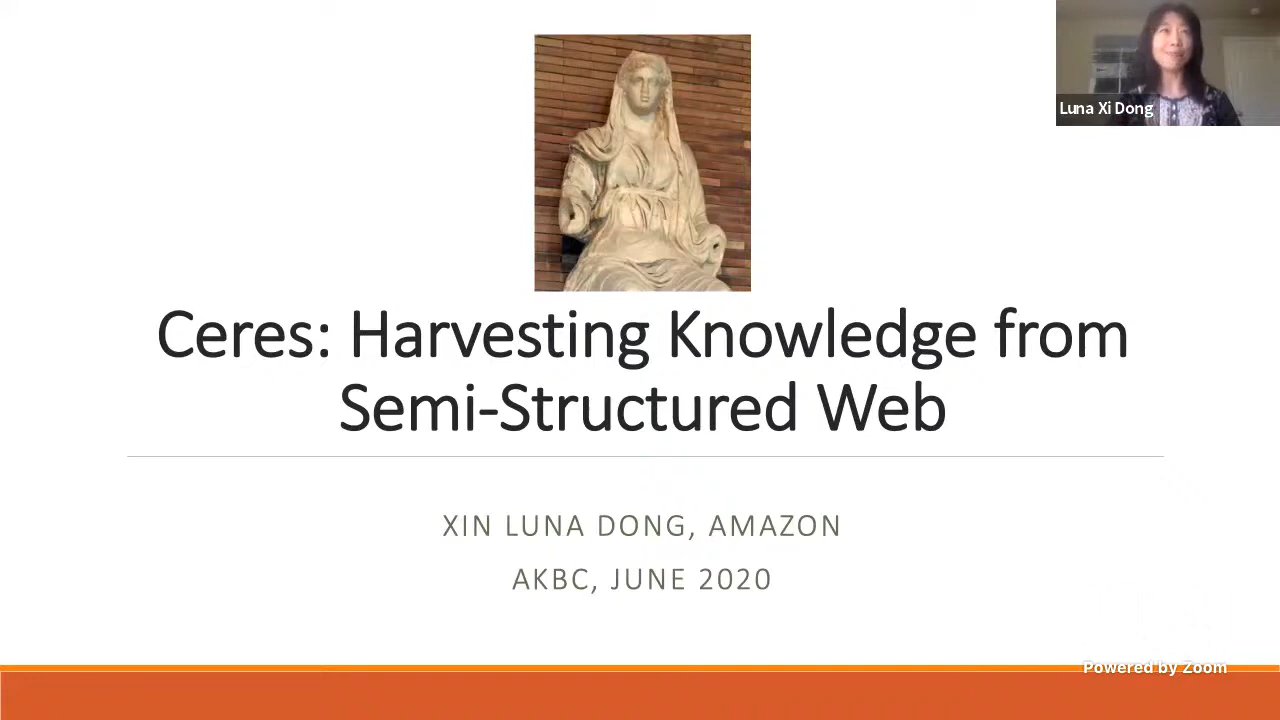 Luna Xi Dong
Ceres: Harvesting Knowledge from
Semi-Structured Web
XIN LUNA DONG, AMAZON
AKBC, JUNE 2020
Powered by Zoom